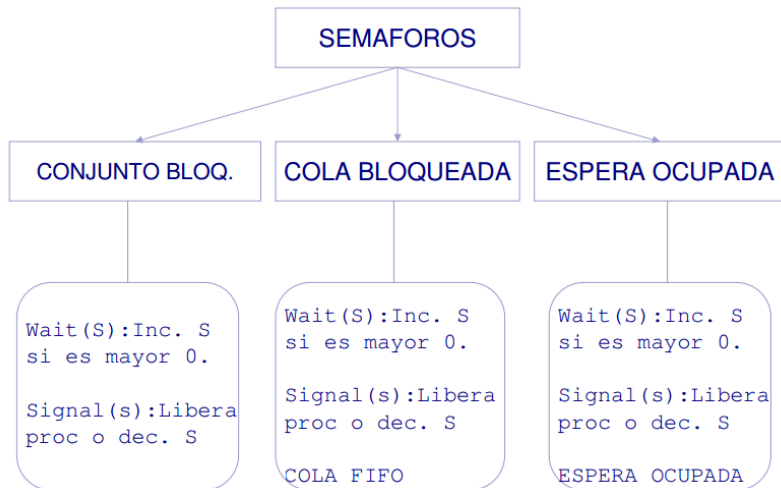 SEMAFOROS
CONJUNTO BLOQ.
COLA BLOQUEADA
ESPERA OCUPADA
Wait(S):Inc. S
si es mayor 0.
Signal(s):Libera
proc o dec. S
Wait(S):Inc. S
si es mayor 0.
Signal(s):Libera
proc o dec. S
COLA FIFO
Wait(S):Inc. S
si es mayor 0.
Signal(s):Libera
proc o dec. S
ESPERA OCUPADA